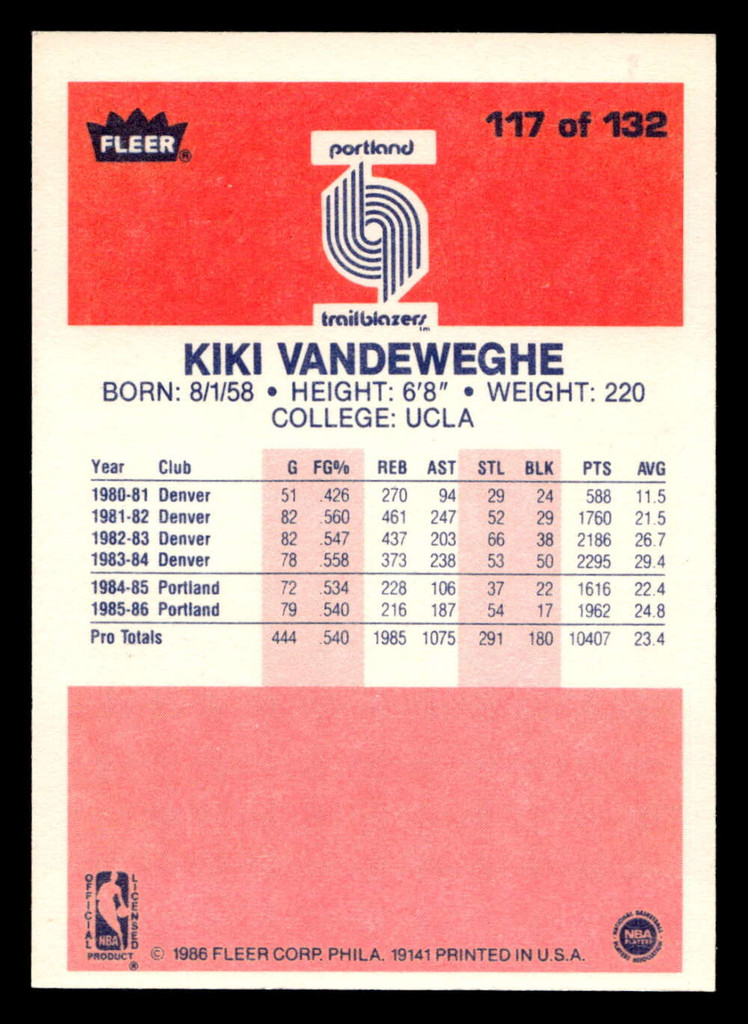 FLEER®
117 of 132
portland
trailblazers™
KIKI VANDEWEGHE
BORN: 8/1/58 • HEIGHT: 6'8" • WEIGHT: 220
COLLEGE: UCLA
Year Club G FG% REB AST STL BLK PTS AVG
1980-81 Denver 51 .426 270 94 29 24 588 11.5
1981-82 Denver 82 .560 461 247 52 29 1760 21.5
1982-83 Denver 82 .547 437 203 66 38 2186 26.7
1983-84 Denver 78 .558 373 238 53 50 2295 29.4
1984-85 Portland 72 .534 228 106 37 22 1616 22.4
1985-86 Portland 79 .540 216 187 54 17 1962 24.8
Pro Totals 444 .540 1985 1075 291 180 10407 23.4
OFFICIAL LICENSED
NBA
PRODUCT ®
NATIONAL BASKETBALL
NBA
PLAYERS
PLAYERS ASSOCIATION
© 1986 FLEER CORP. PHILA. 19141 PRINTED IN U.S.A.